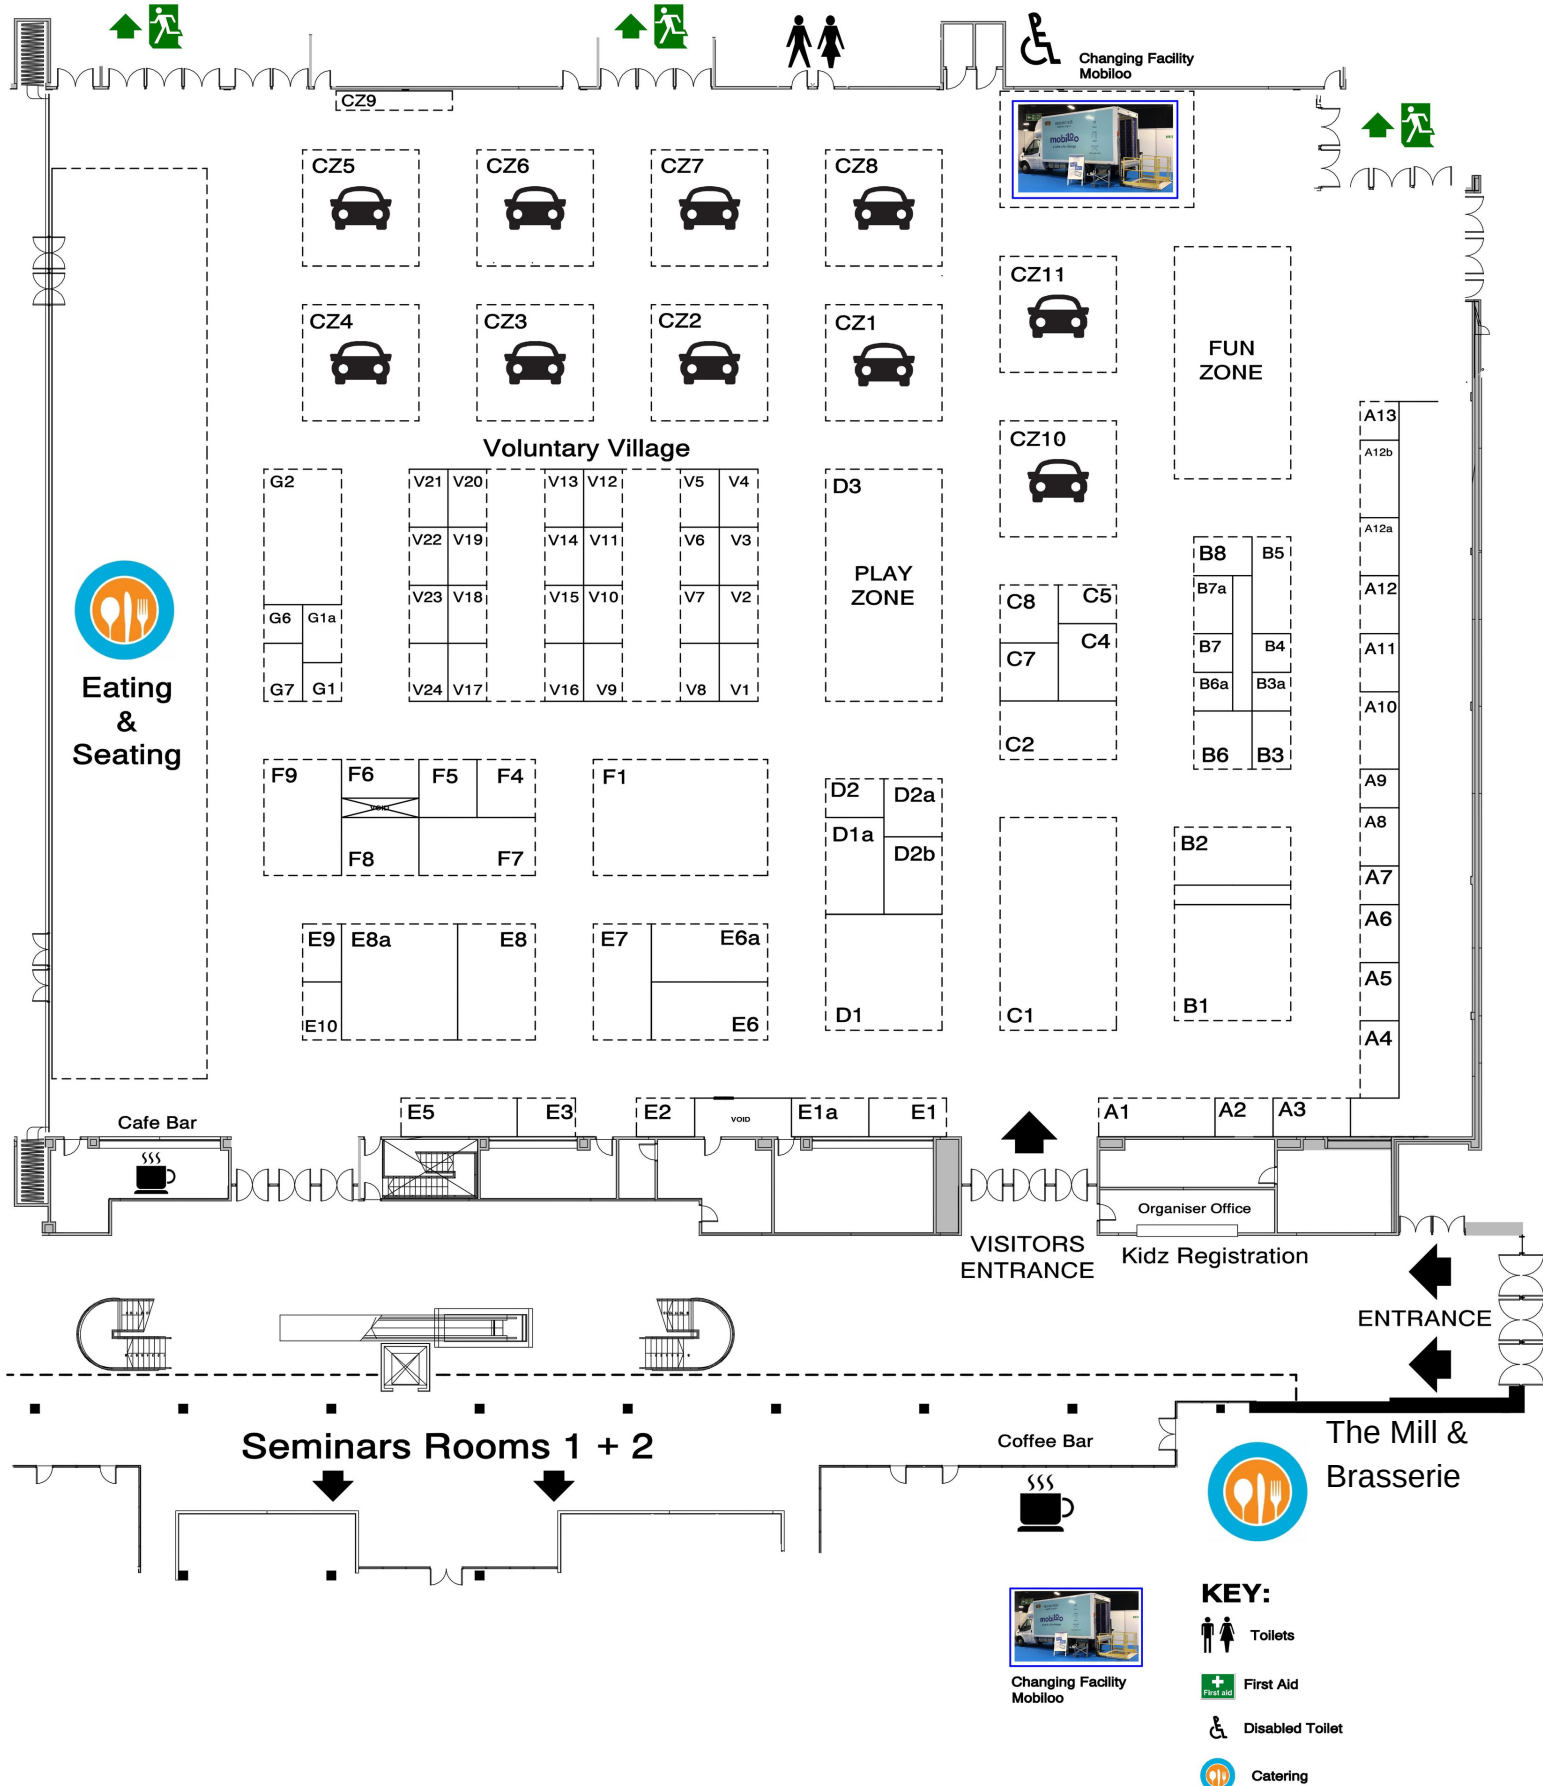 Changing Facility
Mobiloo
CZ9
mobiloo
CZ5
CZ6
CZ7
CZ8
CZ11
CZ4
CZ3
CZ2
CZ1
FUN
ZONE
A13
CZ10
Voluntary Village
A12b
G2
V21 V20
V13 V12
V5 V4
D3
A12a
V22 V19
V14 V11
V6 V3
B8 B5
PLAY
ZONE
B7a
A12
C8 C5
V23 V18
V15 V10
V7 V2
G6 G1a
C4
B7 B4
A11
C7
Eating
&
Seating
G7 G1
V24 V17
V16 V9
V8 V1
B6a B3a
A10
C2
B6 B3
F9
F6
F5
F4
F1
D2
D2a
A9
VOID
D1a
A8
B2
F8
F7
D2b
A7
A6
E9
E8a
E8
E7
E6a
A5
E10
E6
D1
C1
B1
A4
Cafe Bar
E5
E3
E2
VOID
E1a
E1
A1
A2
A3
Organiser Office
VISITORS
ENTRANCE
Kidz Registration
ENTRANCE
Seminars Rooms 1 + 2
Coffee Bar
The Mill &
Brasserie
KEY:
mobiloo
Toilets
Changing Facility
Mobiloo
First aid
First Aid
Disabled Toilet
Catering